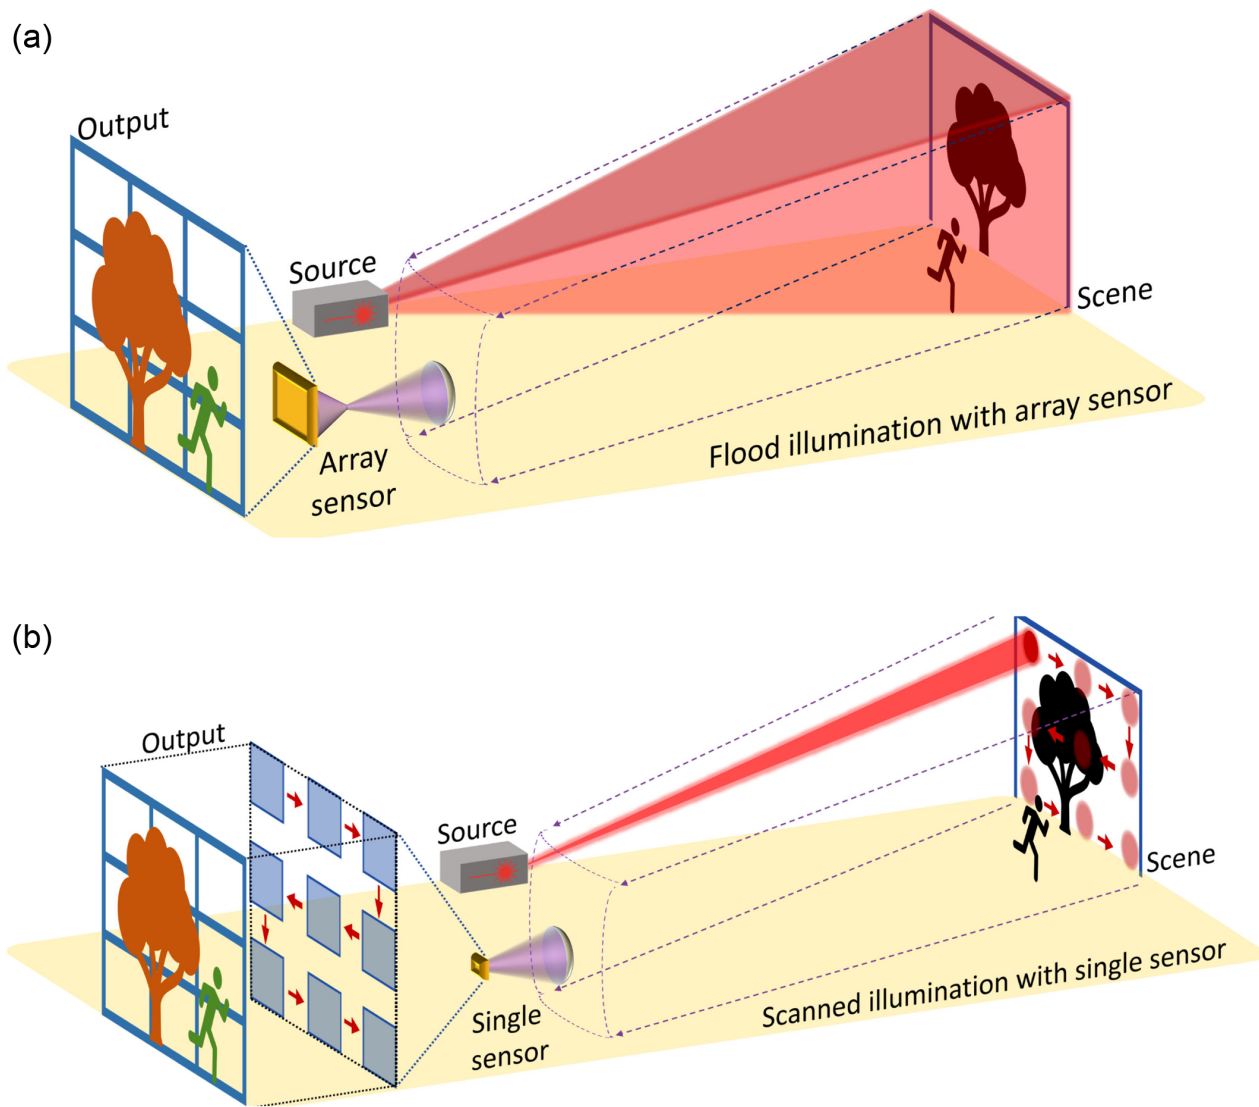 (a)
Output
Source
Scene
Array
sensor
Flood illumination with array sensor
(b)
Output
Source
Scene
Single
sensor
Scanned illumination with single sensor